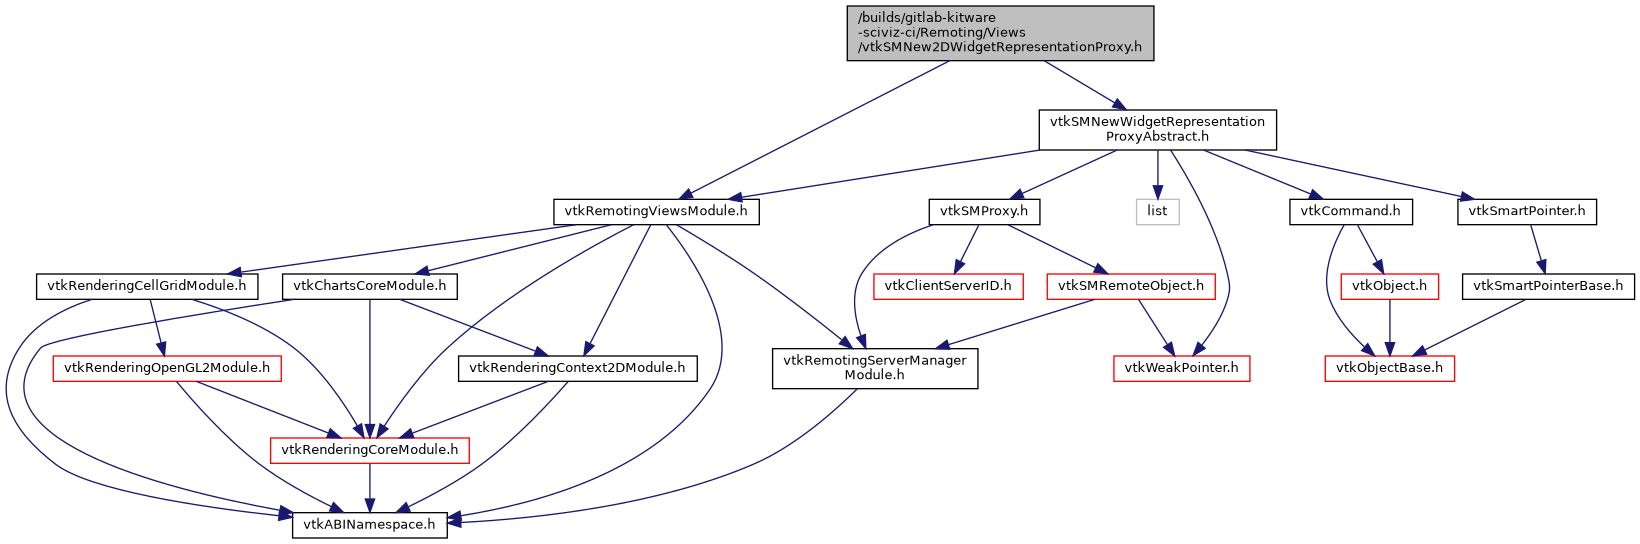 /builds/gitlab-kitware
-sciviz-ci/Remoting/Views
/vtkSMNew2DWidgetRepresentationProxy.h
vtkSMNewWidgetRepresentation
ProxyAbstract.h
vtkRemotingViewsModule.h
vtkSMProxy.h
list
vtkCommand.h
vtkSmartPointer.h
vtkRenderingCellGridModule.h
vtkChartsCoreModule.h
vtkClientServerID.h
vtkSMRemoteObject.h
vtkObject.h
vtkSmartPointerBase.h
vtkRenderingOpenGL2Module.h
vtkRenderingContext2DModule.h
vtkRemotingServerManager
Module.h
vtkWeakPointer.h
vtkObjectBase.h
vtkRenderingCoreModule.h
vtkABINamespace.h